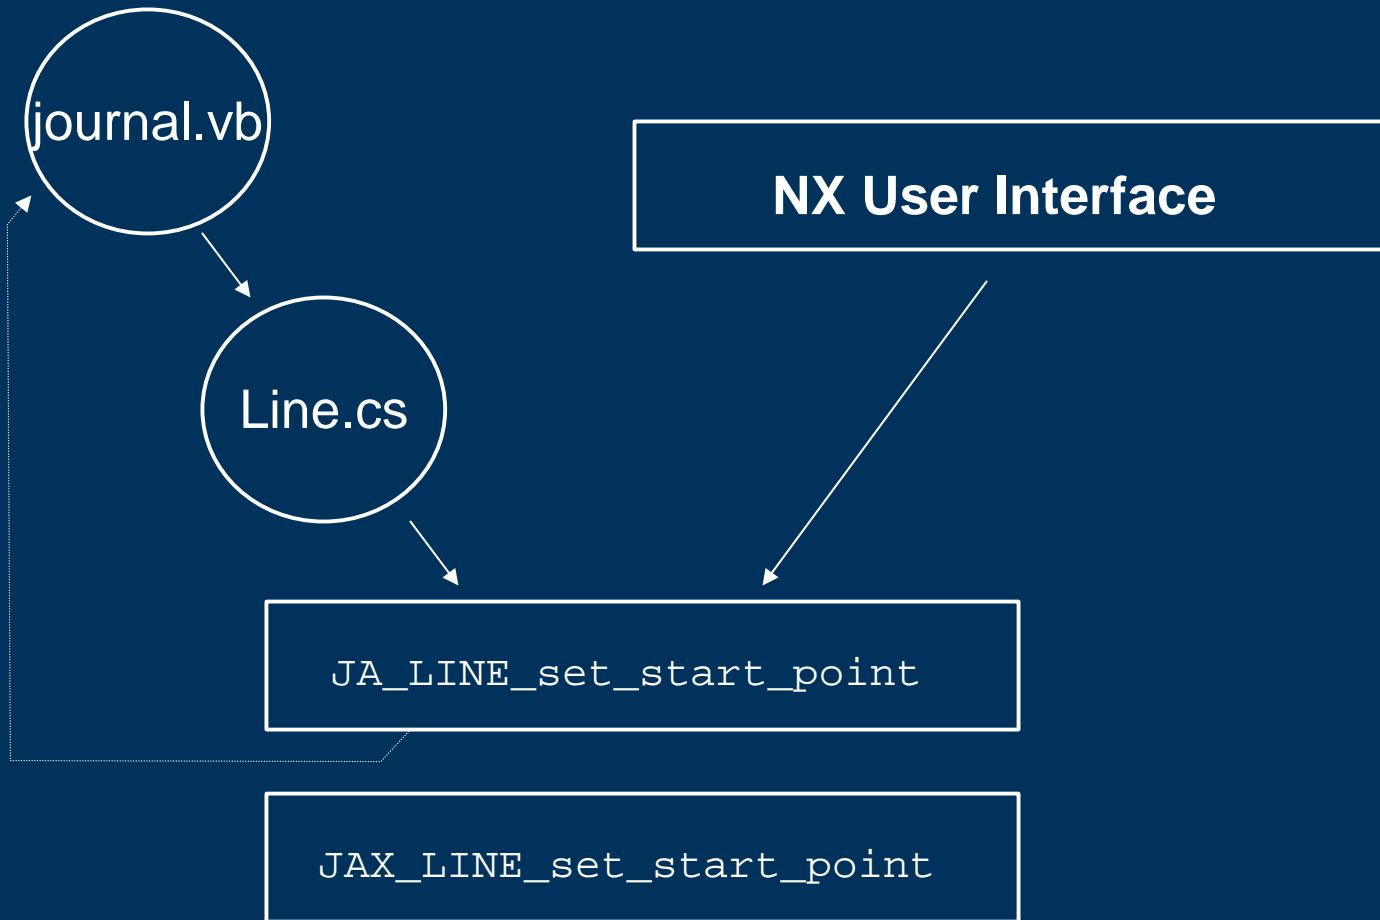 journal.vb
NX User Interface
Line.cs
JA_LINE_set_start_point
JAX_LINE_set_start_point